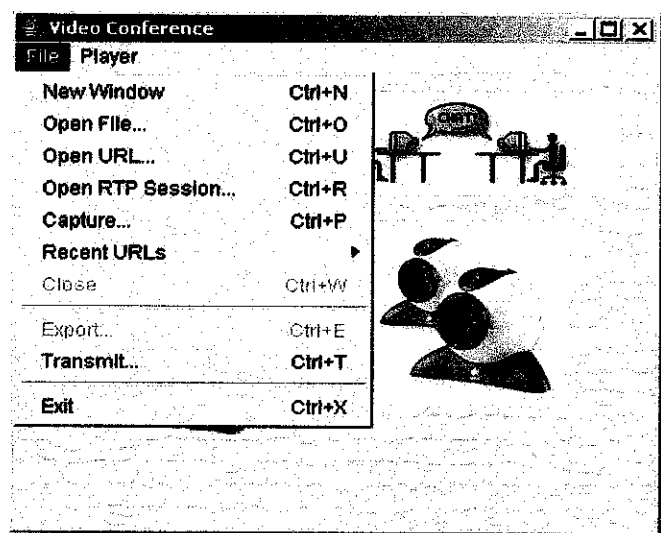 Video Conference
File Player
New Window Ctrl+N
Open File... Ctrl+O
Open URL... Ctrl+U
Open RTP Session... Ctrl+R
Capture... Ctrl+P
Recent URLs
Close Ctrl+W
Export... Ctrl+E
Transmit... Ctrl+T
Exit Ctrl+X